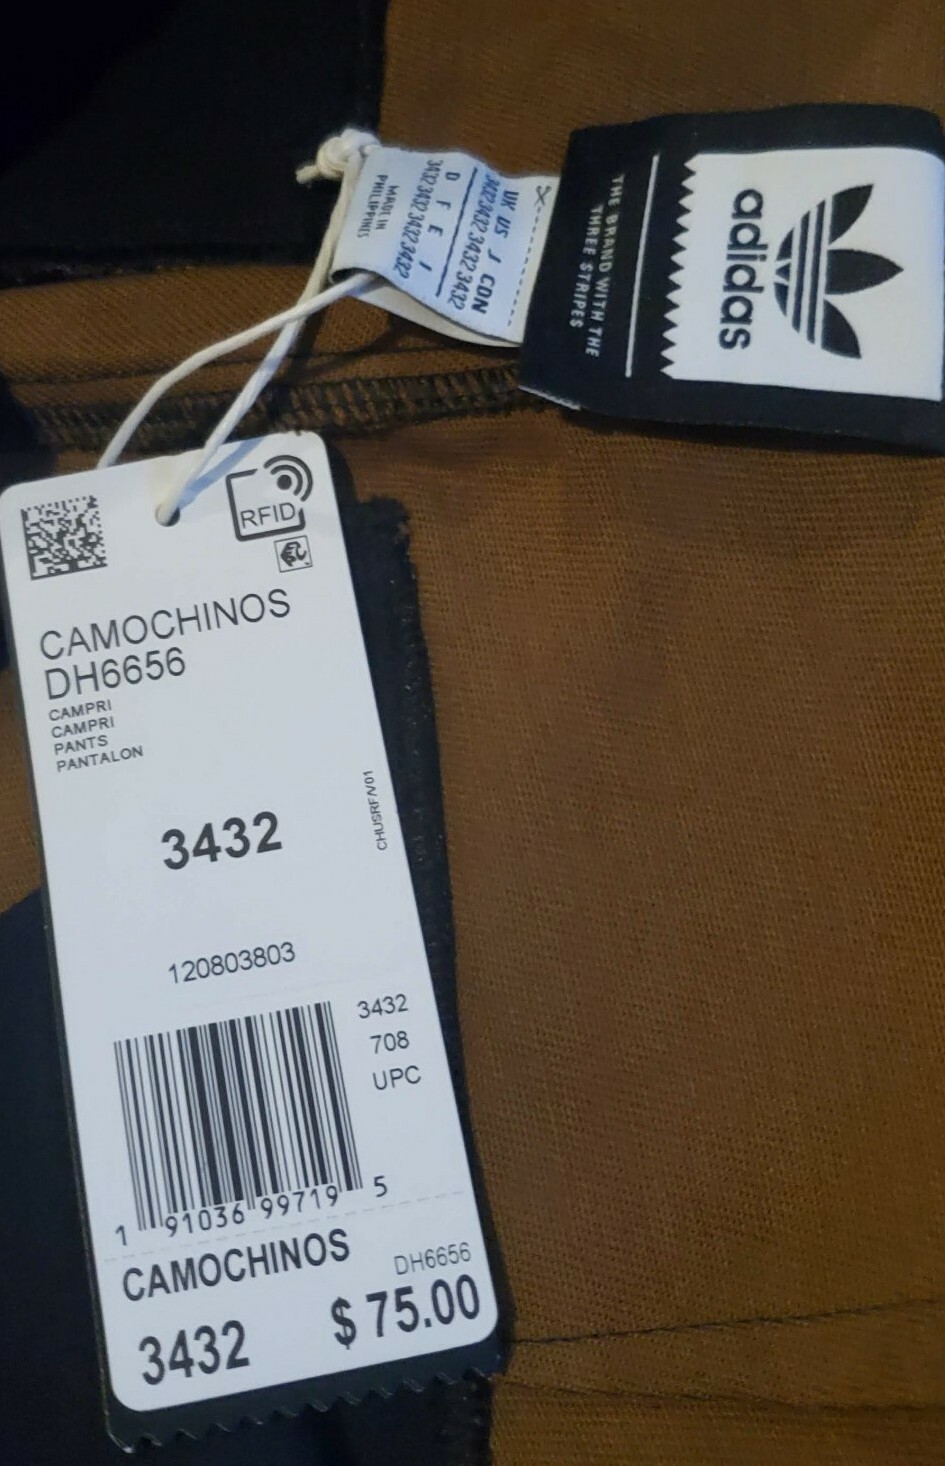 adidas
THE BRAND WITH THE
THREE STRIPES
UK US J CDN
3432 3432 3432 3432
D F E I
3432 3432 3432 3432
MADE IN
PHILIPPINES
RFID
CAMOCHINOS
DH6656
CAMPRI
CAMPRI
PANTS
PANTALON
CHUSRFA/01
3432
120803803
3432
708
UPC
1 91036 99719 5
CAMOCHINOS DH6656
3432 $ 75.00